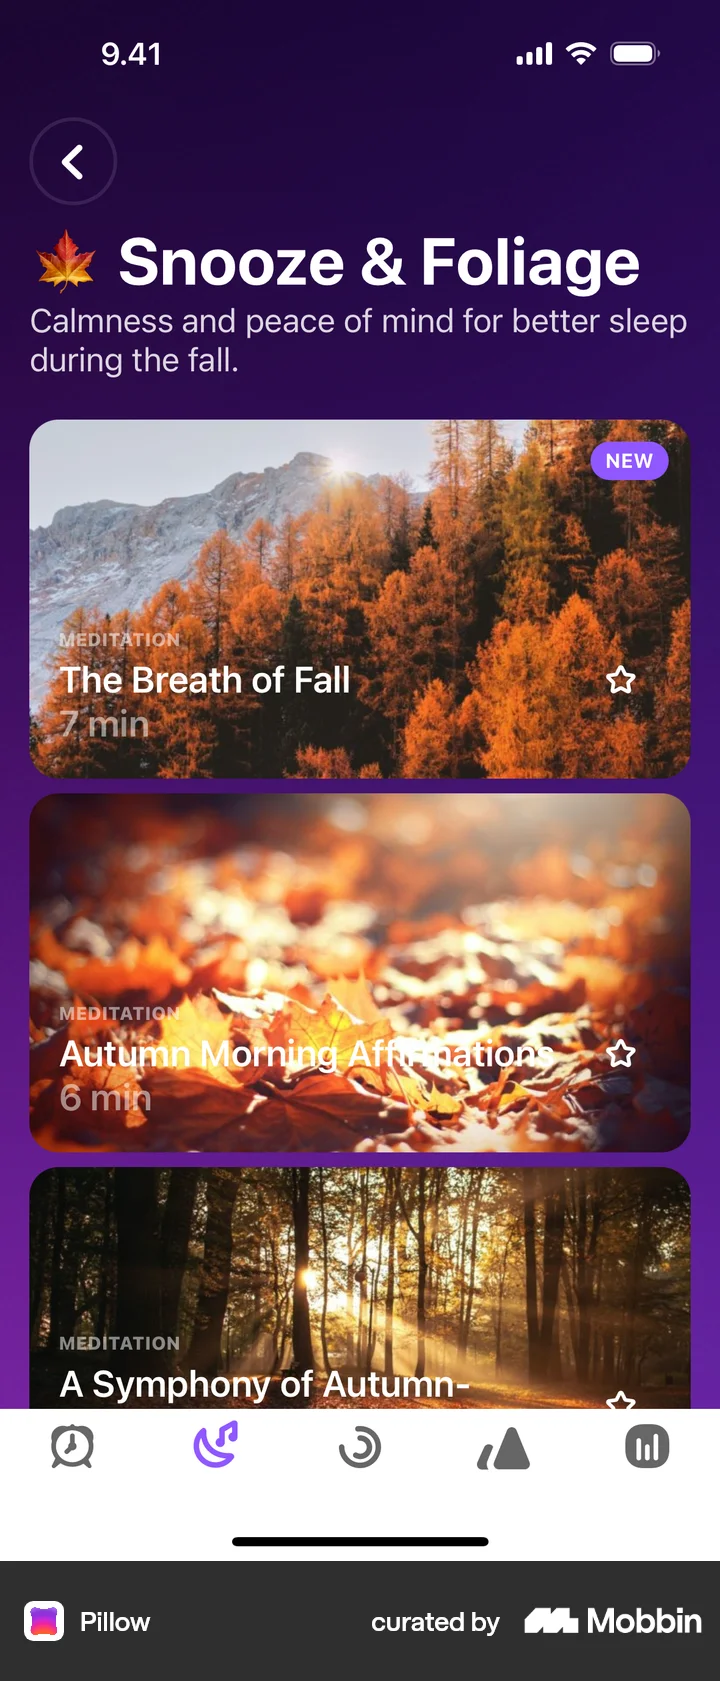 9.41
🍁 Snooze & Foliage
Calmness and peace of mind for better sleep
during the fall.
NEW
MEDITATION
The Breath of Fall
7 min
MEDITATION
Autumn Morning Affirmations
6 min
MEDITATION
A Symphony of Autumn-
Pillow
curated by Mobbin